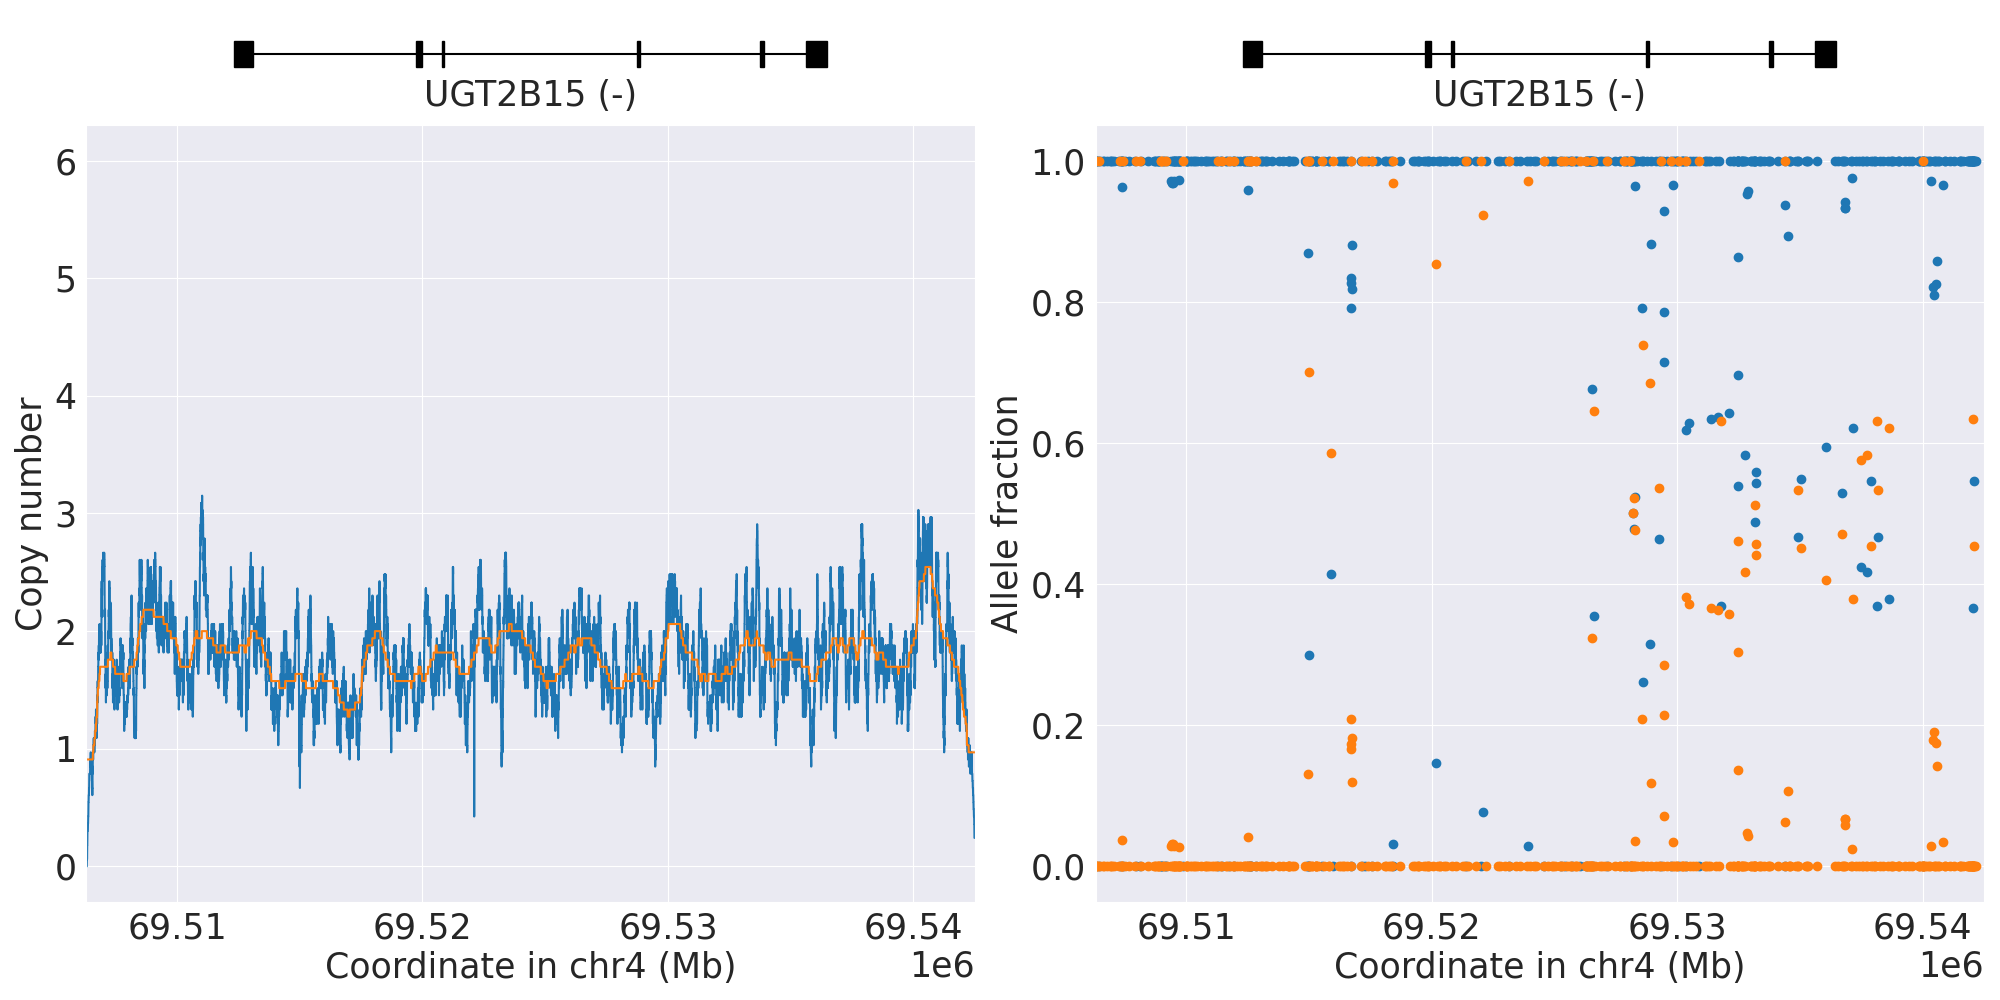 UGT2B15 (-)
6
5
4
3
2
1
0
Copy number
69.51 69.52 69.53 69.54
Coordinate in chr4 (Mb)
1e6
UGT2B15 (-)
1.0
0.8
0.6
0.4
0.2
0.0
Allele fraction
69.51 69.52 69.53 69.54
Coordinate in chr4 (Mb)
1e6